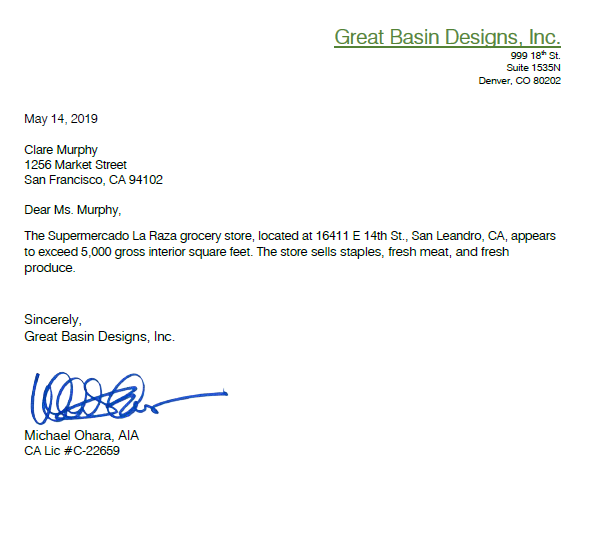 Great Basin Designs, Inc.
999 18th St.
Suite 1535N
Denver, CO 80202
May 14, 2019
Clare Murphy
1256 Market Street
San Francisco, CA 94102
Dear Ms. Murphy,
The Supermercado La Raza grocery store, located at 16411 E 14th St., San Leandro, CA, appears
to exceed 5,000 gross interior square feet. The store sells staples, fresh meat, and fresh
produce.
Sincerely,
Great Basin Designs, Inc.
Michael Ohara, AIA
CA Lic #C-22659